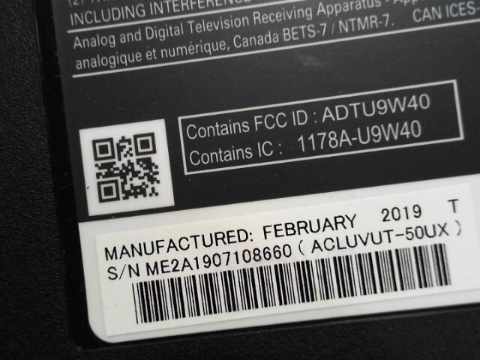 INCLUDING INTERFERENCE
Analog and Digital Television Receiving Apparatus - App
analogique et numérique, Canada BETS-7 / NTMR-7. CAN ICES-
Contains FCC ID : ADTU9W40
Contains IC : 1178A-U9W40
MANUFACTURED: FEBRUARY 2019 T
S/N ME2A1907108660 ( ACLUVUT-50UX )